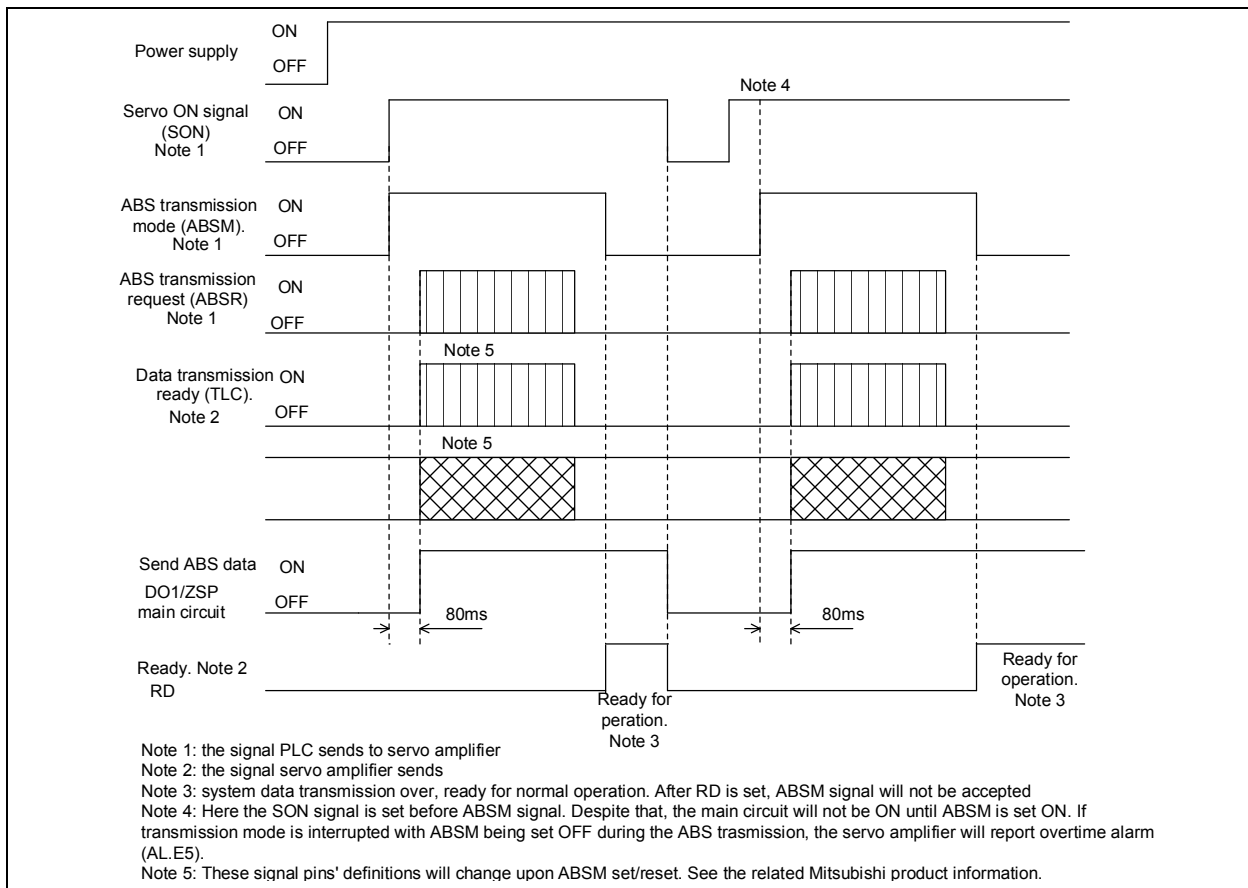 ON
Power supply
OFF
Note 4
Servo ON signal
ON
(SON)
OFF
Note 1
ABS transmission
ON
mode (ABSM).
OFF
Note 1
ABS transmission
ON
request (ABSR)
Note 1
OFF
Note 5
Data transmission
ON
ready (TLC).
OFF
Note 2
Note 5
Send ABS data
ON
DO1/ZSP
OFF
main circuit
80ms
80ms
Ready. Note 2
RD
Ready for
peration.
Note 3
Ready for
operation.
Note 3
Note 1: the signal PLC sends to servo amplifier
Note 2: the signal servo amplifier sends
Note 3: system data transmission over, ready for normal operation. After RD is set, ABSM signal will not be accepted
Note 4: Here the SON signal is set before ABSM signal. Despite that, the main circuit will not be ON until ABSM is set ON. If
transmission mode is interrupted with ABSM being set OFF during the ABS trasmission, the servo amplifier will report overtime alarm
(AL.E5).
Note 5: These signal pins' definitions will change upon ABSM set/reset. See the related Mitsubishi product information.